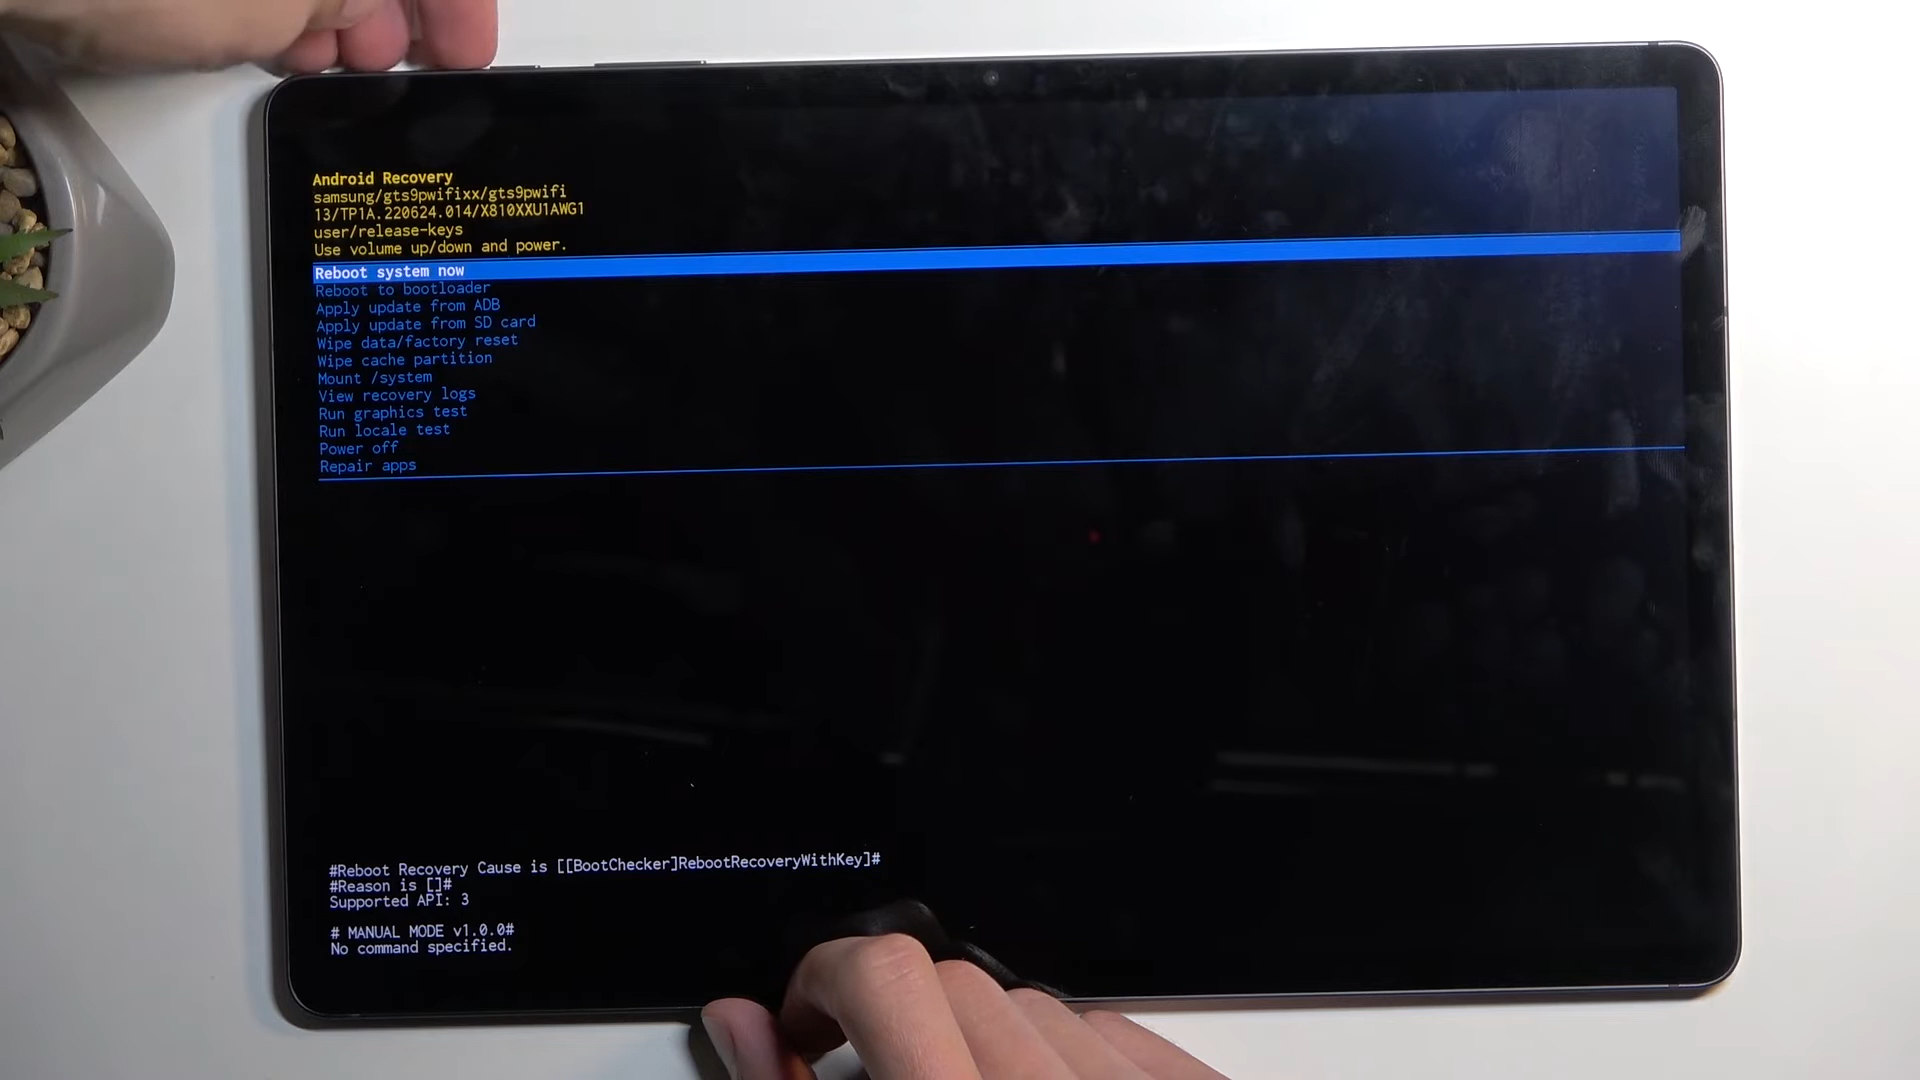 Android Recovery
samsung/gts9pwifixx/gts9pwifi
13/TP1A.220624.014/X810XXU1AWG1
user/release-keys
Use volume up/down and power.
Reboot system now
Reboot to bootloader
Apply update from ADB
Apply update from SD card
Wipe data/factory reset
Wipe cache partition
Mount /system
View recovery logs
Run graphics test
Run locale test
Power off
Repair apps
#Reboot Recovery Cause is [[BootChecker]RebootRecoveryWithKey]#
#Reason is []#
Supported API: 3
# MANUAL MODE v1.0.0#
No command specified.